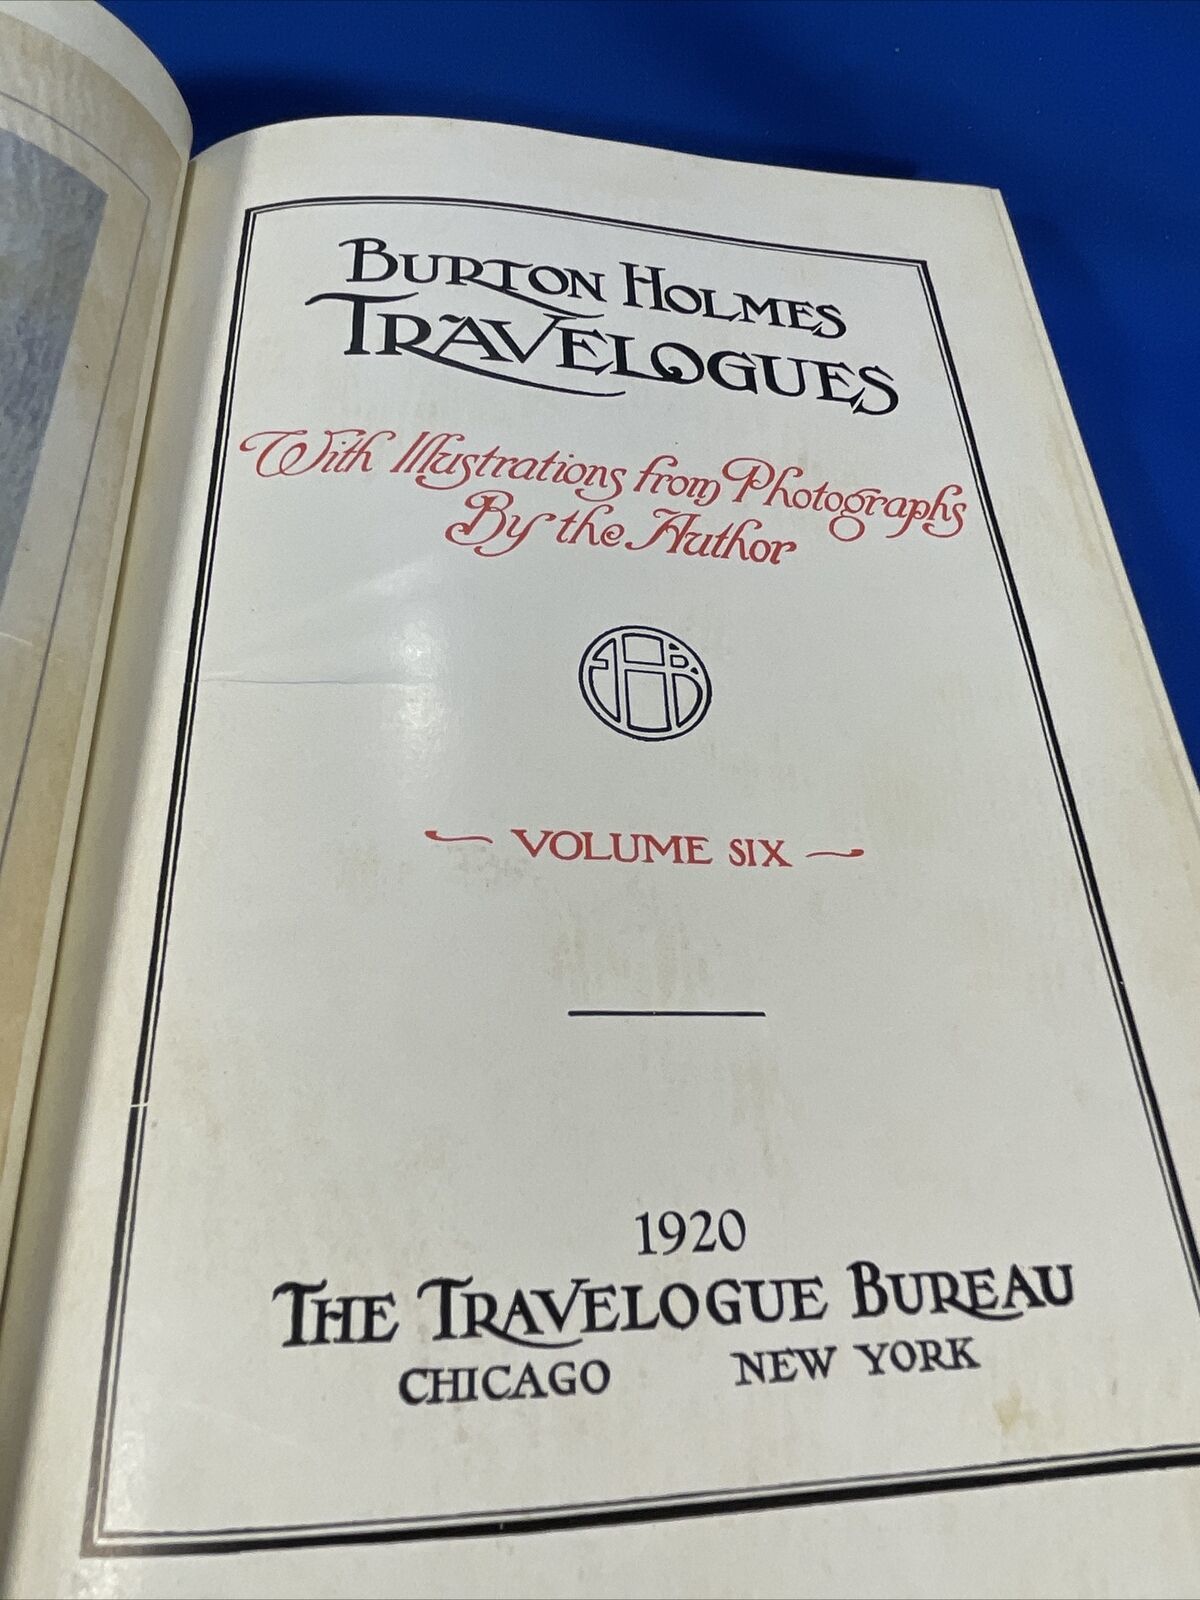 BURTON HOLMES
TRAVELOGUES
With Illustrations from Photographs
By the Author
VOLUME SIX
1920
THE TRAVELOGUE BUREAU
CHICAGO NEW YORK